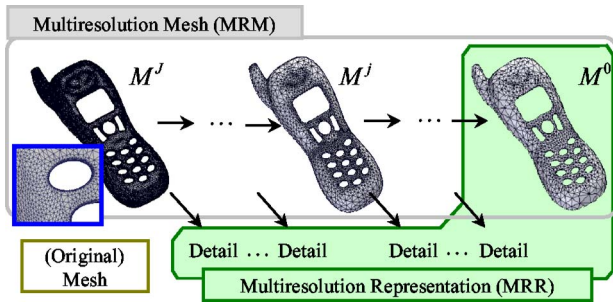 Multiresolution Mesh (MRM)
M^J M^j M^0
... ...
Detail ... Detail Detail ... Detail
(Original)
Mesh
Multiresolution Representation (MRR)